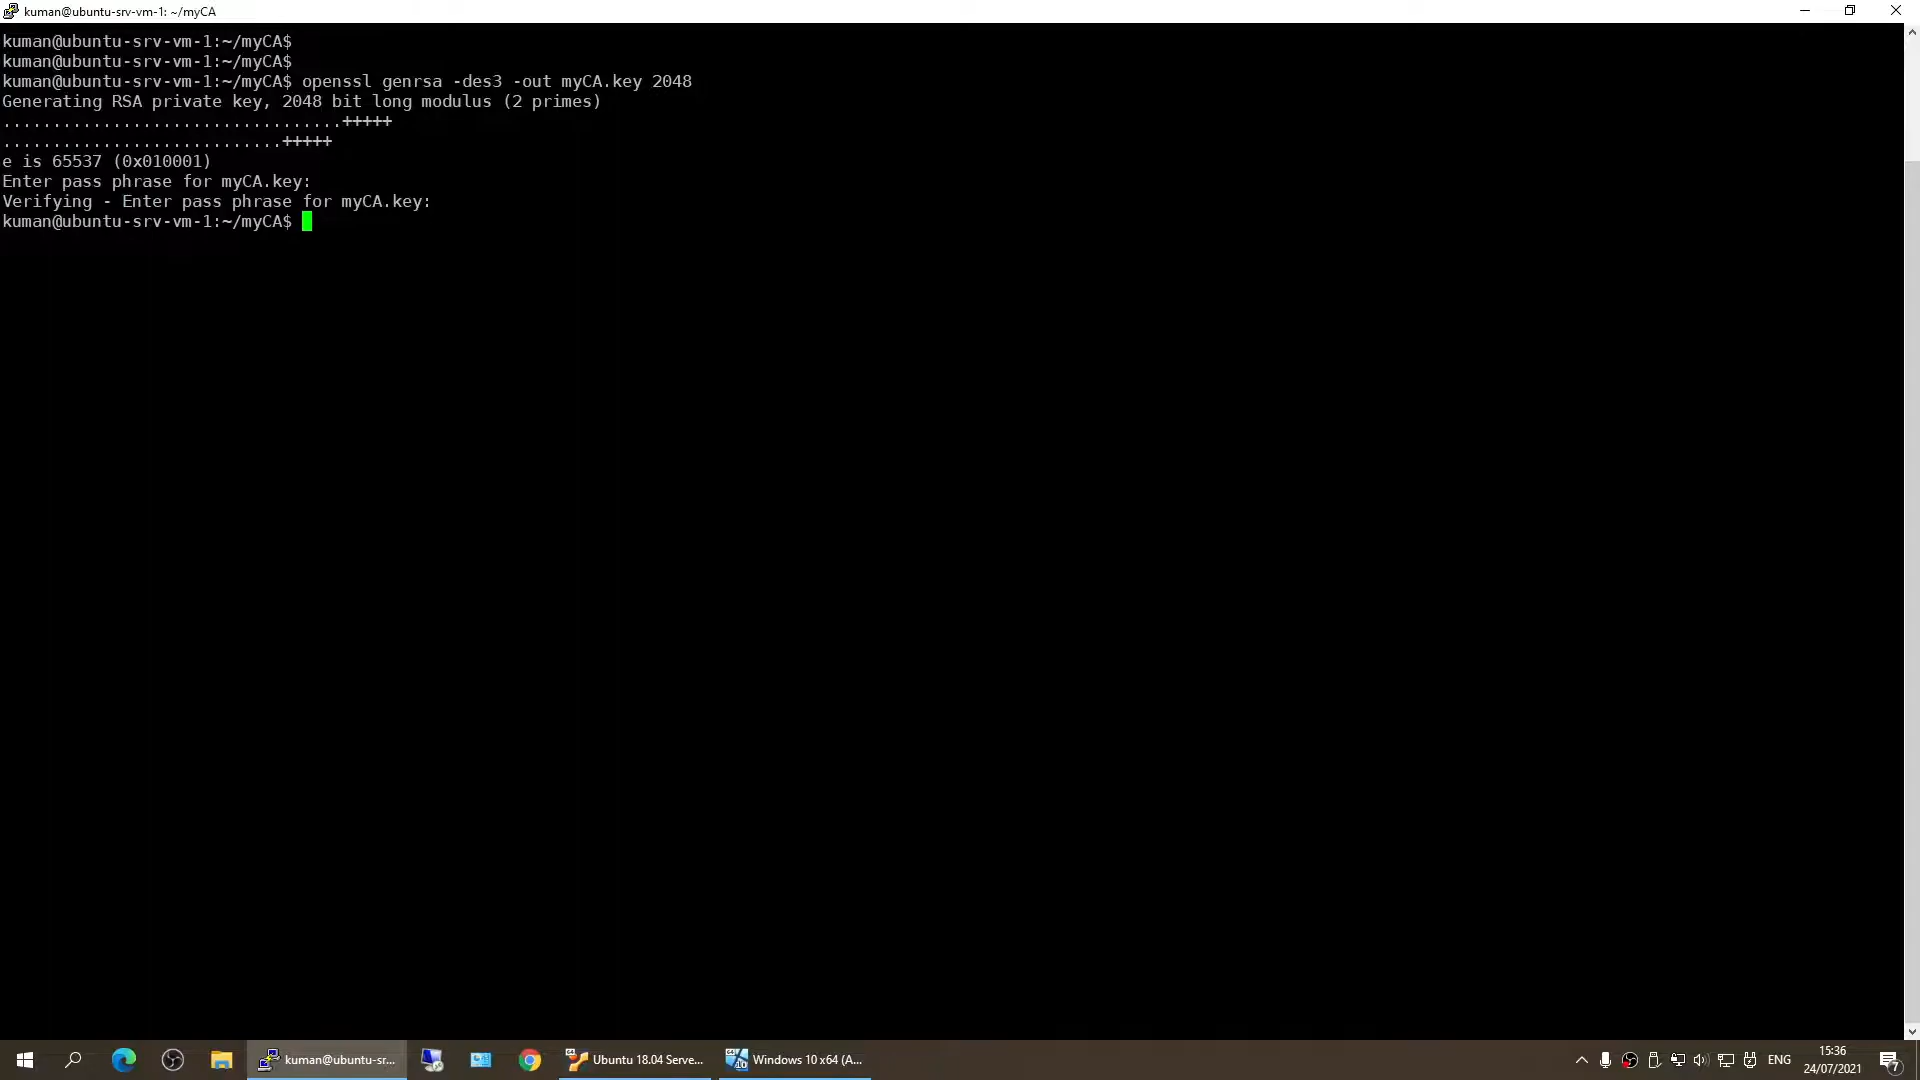 kuman@ubuntu-srv-vm-1: ~/myCA
kuman@ubuntu-srv-vm-1:~/myCA$
kuman@ubuntu-srv-vm-1:~/myCA$
kuman@ubuntu-srv-vm-1:~/myCA$ openssl genrsa -des3 -out myCA.key 2048
Generating RSA private key, 2048 bit long modulus (2 primes)
..................................+++++
............................+++++
e is 65537 (0x010001)
Enter pass phrase for myCA.key:
Verifying - Enter pass phrase for myCA.key:
kuman@ubuntu-srv-vm-1:~/myCA$
kuman@ubuntu-sr...
Ubuntu 18.04 Serve...
Windows 10 x64 (A...
ENG
15:36
24/07/2021
7